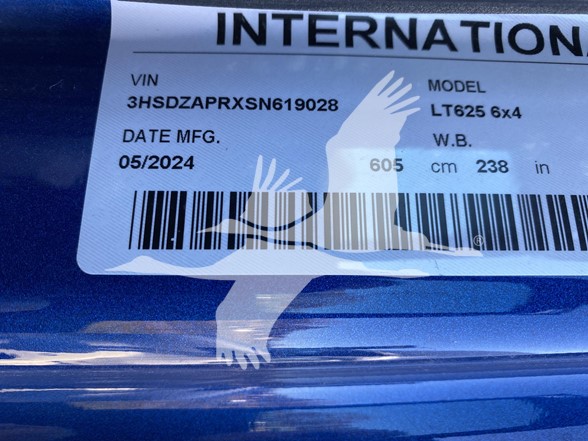 INTERNATIONA
VIN
3HSDZAPRXSN619028
MODEL
LT625 6x4
DATE MFG.
05/2024
W.B.
605 cm 238 in
®